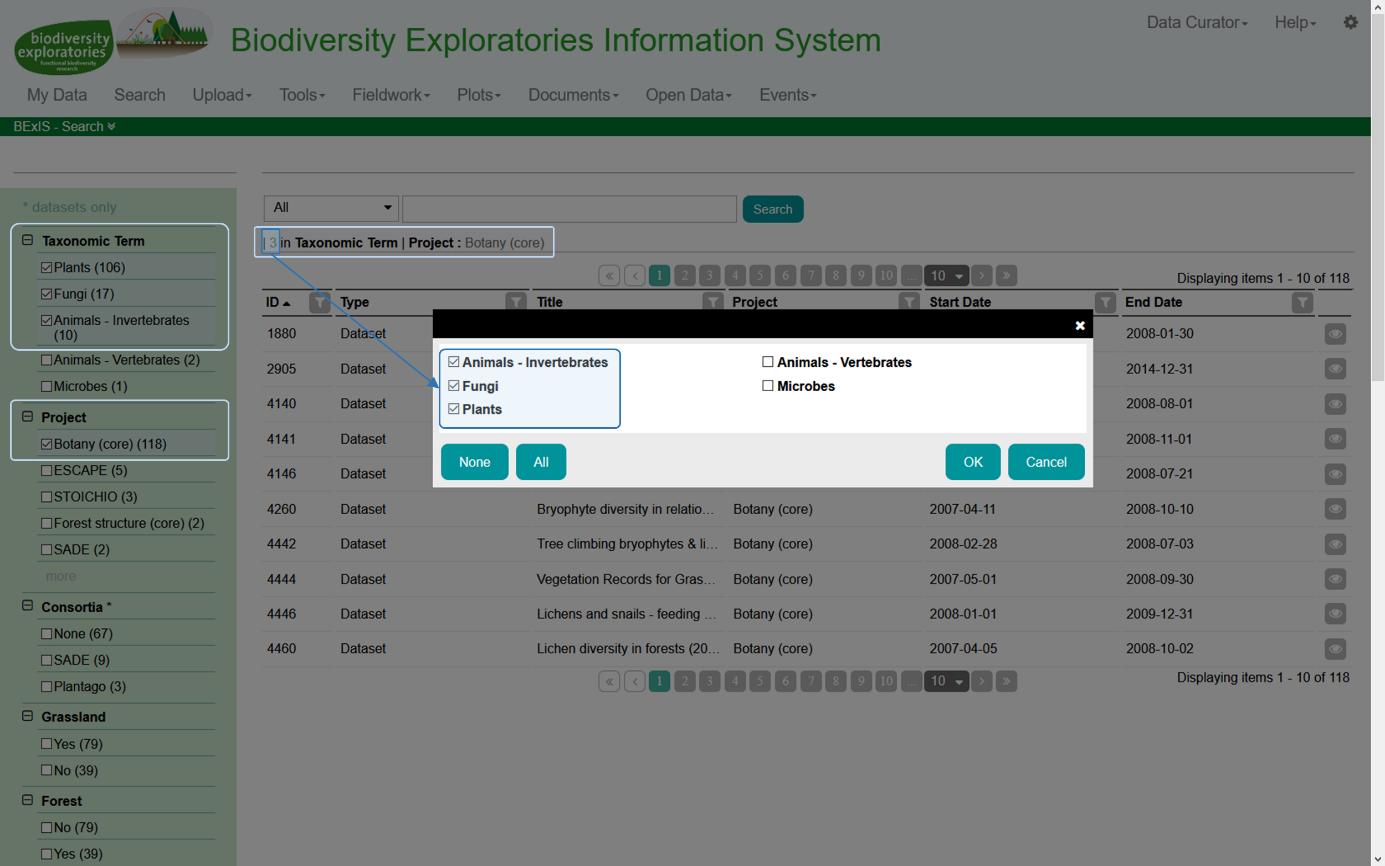 biodiversity
exploratories
functional biodiversity
research
Biodiversity Exploratories Information System
Data Curator
Help
My Data Search Upload Tools Fieldwork Plots Documents Open Data Events
BExIS - Search
* datasets only
Taxonomic Term
Plants (106)
Fungi (17)
Animals - Invertebrates
(10)
Animals - Vertebrates (2)
Microbes (1)
Project
Botany (core) (118)
ESCAPE (5)
STOICHIO (3)
Forest structure (core) (2)
SADE (2)
more
Consortia *
None (67)
SADE (9)
Plantago (3)
Grassland
Yes (79)
No (39)
Forest
No (79)
Yes (39)
All Search
| 3 in Taxonomic Term | Project : Botany (core)
« ‹ 1 2 3 4 5 6 7 8 9 10 ... 10 › » Displaying items 1 - 10 of 118
ID Type Title Project Start Date End Date
1880 Dataset 2008-01-30
2905 Dataset 2014-12-31
4140 Dataset 2008-08-01
4141 Dataset 2008-11-01
4146 Dataset 2008-07-21
4260 Dataset Bryophyte diversity in relatio... Botany (core) 2007-04-11 2008-10-10
4442 Dataset Tree climbing bryophytes & li... Botany (core) 2008-02-28 2008-07-03
4444 Dataset Vegetation Records for Gras... Botany (core) 2007-05-01 2008-09-30
4446 Dataset Lichens and snails - feeding ... Botany (core) 2008-01-01 2009-12-31
4460 Dataset Lichen diversity in forests (20... Botany (core) 2007-04-05 2008-10-02
« ‹ 1 2 3 4 5 6 7 8 9 10 ... 10 › » Displaying items 1 - 10 of 118
Animals - Invertebrates Animals - Vertebrates
Fungi Microbes
Plants
None All OK Cancel